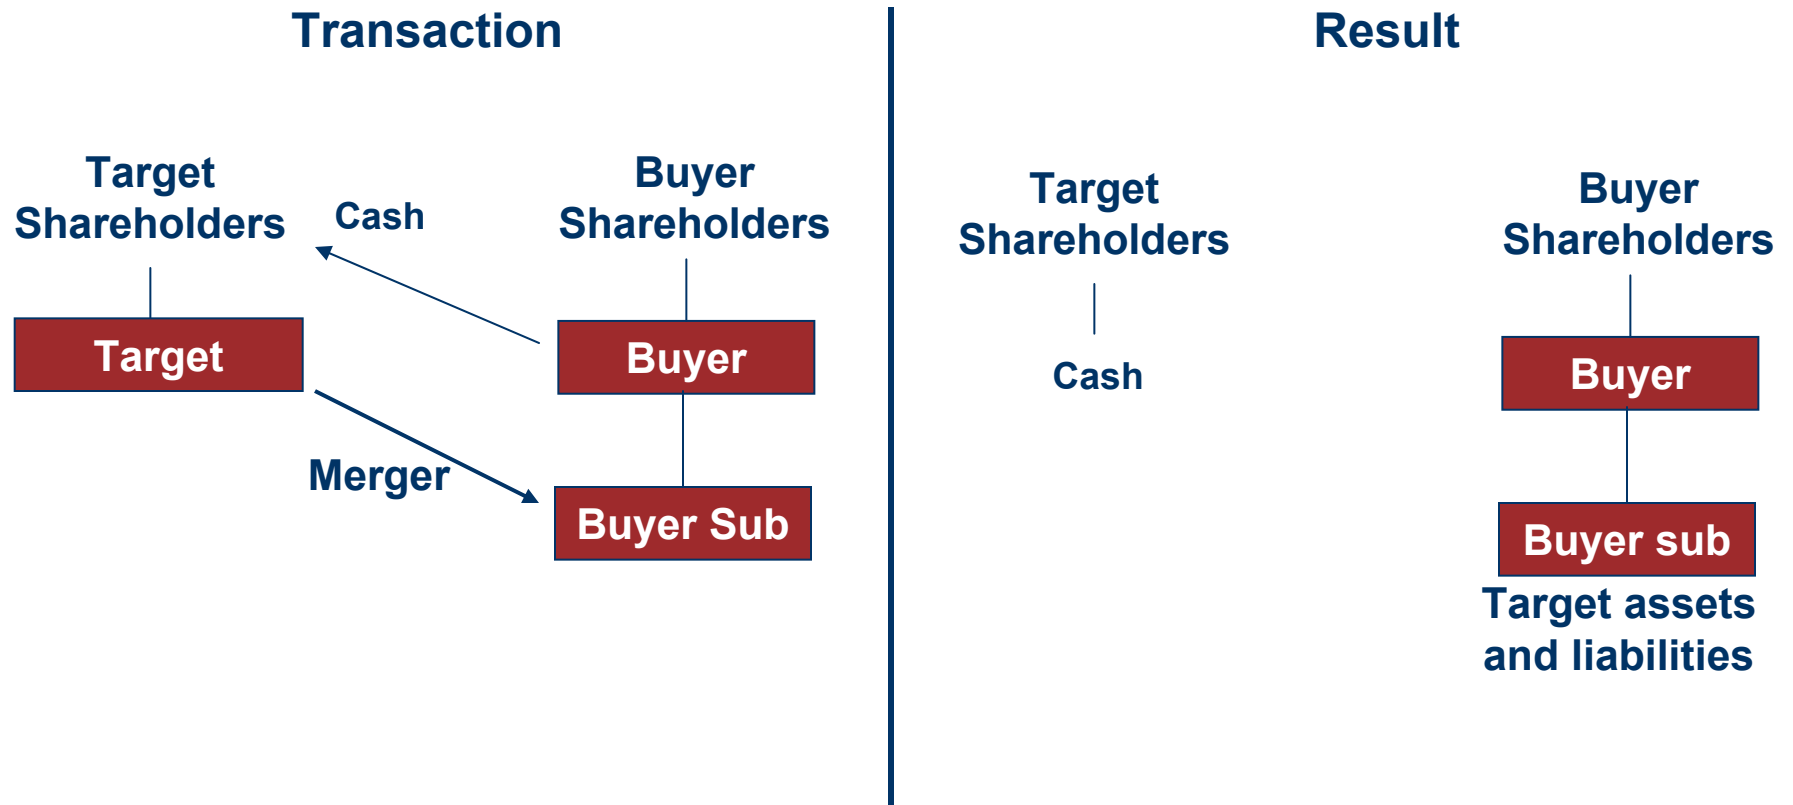 Transaction
Target
Shareholders
Cash
Buyer
Shareholders
Target
Buyer
Merger
Buyer Sub
Result
Target
Shareholders
Cash
Buyer
Shareholders
Buyer
Buyer sub
Target assets
and liabilities